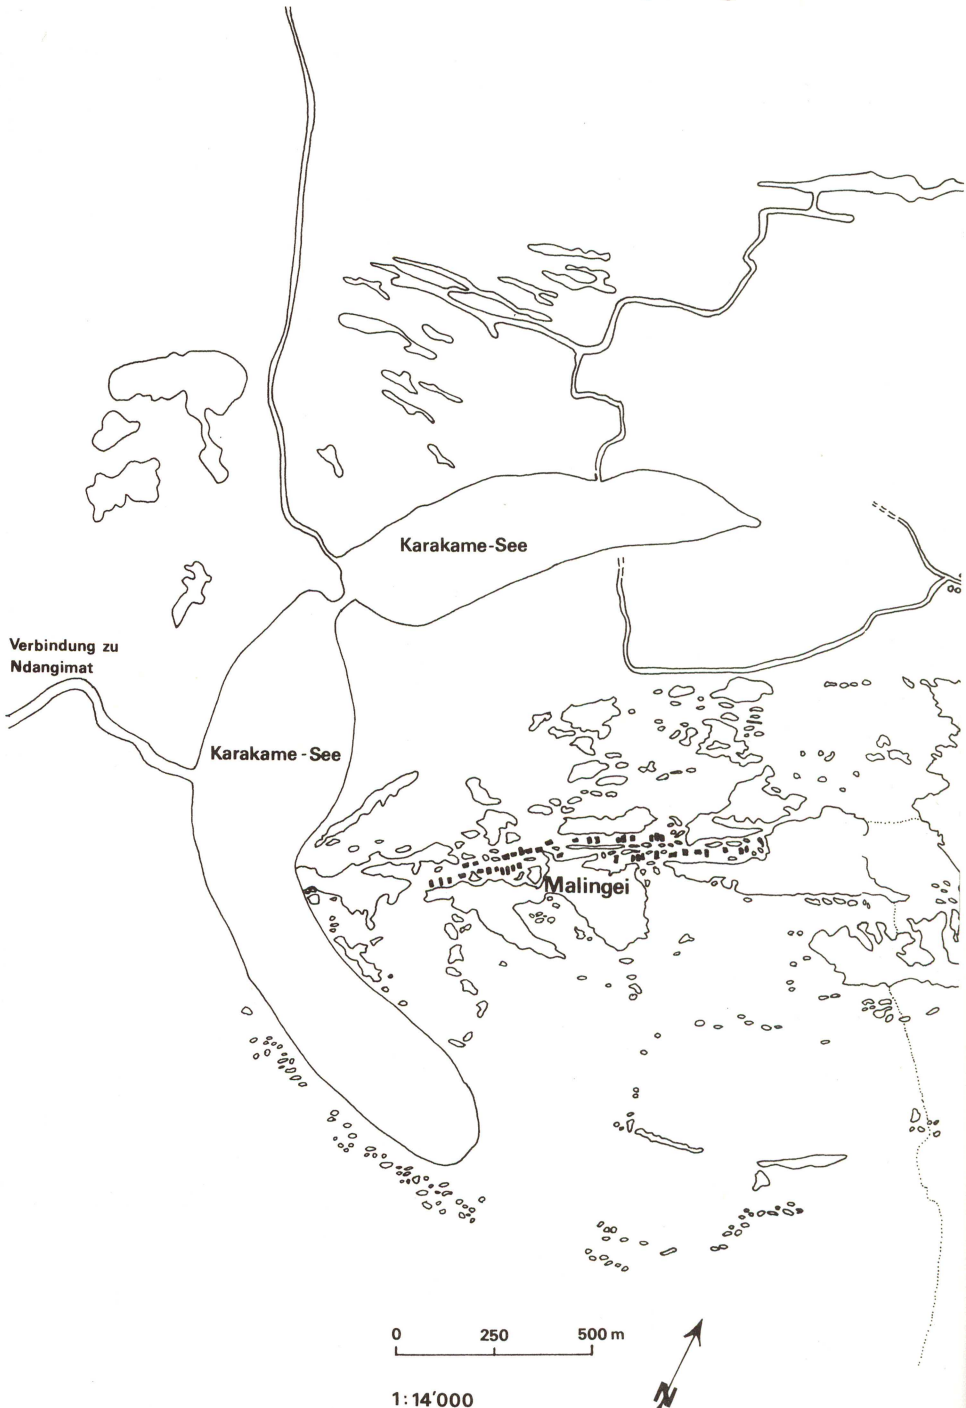 Karakame-See
Verbindung zu
Ndangimat
Karakame-See
Malingei
0 250 500 m
1:14'000
N